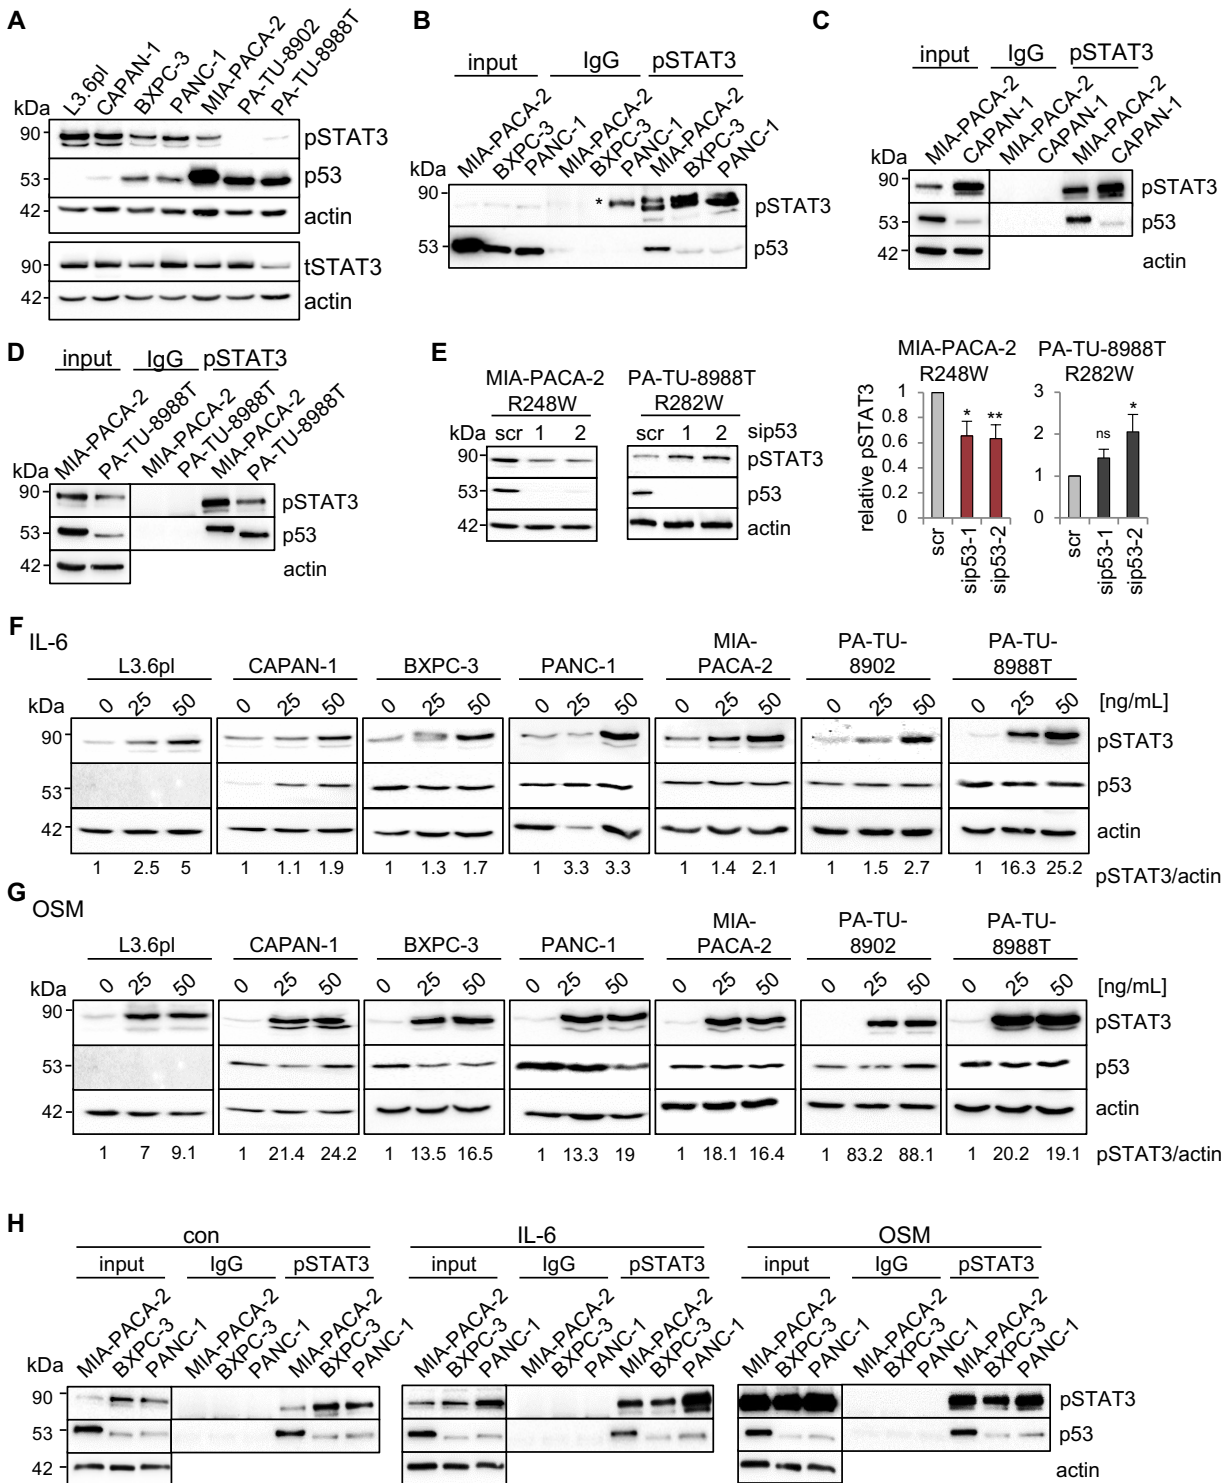 A
L3.6pl CAPAN-1 BXPC-3 PANC-1 MIA-PACA-2 PA-TU-8902 PA-TU-8988T
kDa
90 pSTAT3
53 p53
42 actin
90 tSTAT3
42 actin
B
input IgG pSTAT3
MIA-PACA-2 BXPC-3 PANC-1 MIA-PACA-2 BXPC-3 PANC-1 MIA-PACA-2 BXPC-3 PANC-1
kDa
90 * pSTAT3
53 p53
C
input IgG pSTAT3
MIA-PACA-2 CAPAN-1 MIA-PACA-2 CAPAN-1 MIA-PACA-2 CAPAN-1
kDa
90 pSTAT3
53 p53
42 actin
D
input IgG pSTAT3
MIA-PACA-2 PA-TU-8988T MIA-PACA-2 PA-TU-8988T MIA-PACA-2 PA-TU-8988T
kDa
90 pSTAT3
53 p53
42 actin
E
MIA-PACA-2 PA-TU-8988T
R248W R282W
kDa scr 1 2 scr 1 2 sip53
90 pSTAT3
53 p53
42 actin
MIA-PACA-2 PA-TU-8988T
R248W R282W
relative pSTAT3
1
0.8
0.6
0.4
0.2
0
* **
scr sip53-1 sip53-2
3
2
1
0
ns *
scr sip53-1 sip53-2
F
IL-6
L3.6pl CAPAN-1 BXPC-3 PANC-1 MIA-PACA-2 PA-TU-8902 PA-TU-8988T
kDa 0 25 50 0 25 50 0 25 50 0 25 50 0 25 50 0 25 50 0 25 50 [ng/mL]
90 pSTAT3
53 p53
42 actin
1 2.5 5 1 1.1 1.9 1 1.3 1.7 1 3.3 3.3 1 1.4 2.1 1 1.5 2.7 1 16.3 25.2 pSTAT3/actin
G
OSM
L3.6pl CAPAN-1 BXPC-3 PANC-1 MIA-PACA-2 PA-TU-8902 PA-TU-8988T
kDa 0 25 50 0 25 50 0 25 50 0 25 50 0 25 50 0 25 50 0 25 50 [ng/mL]
90 pSTAT3
53 p53
42 actin
1 7 9.1 1 21.4 24.2 1 13.5 16.5 1 13.3 19 1 18.1 16.4 1 83.2 88.1 1 20.2 19.1 pSTAT3/actin
H
con IL-6 OSM
input IgG pSTAT3 input IgG pSTAT3 input IgG pSTAT3
MIA-PACA-2 BXPC-3 PANC-1 MIA-PACA-2 BXPC-3 PANC-1 MIA-PACA-2 BXPC-3 PANC-1 MIA-PACA-2 BXPC-3 PANC-1 MIA-PACA-2 BXPC-3 PANC-1 MIA-PACA-2 BXPC-3 PANC-1 MIA-PACA-2 BXPC-3 PANC-1 MIA-PACA-2 BXPC-3 PANC-1 MIA-PACA-2 BXPC-3 PANC-1
kDa
90 pSTAT3
53 p53
42 actin